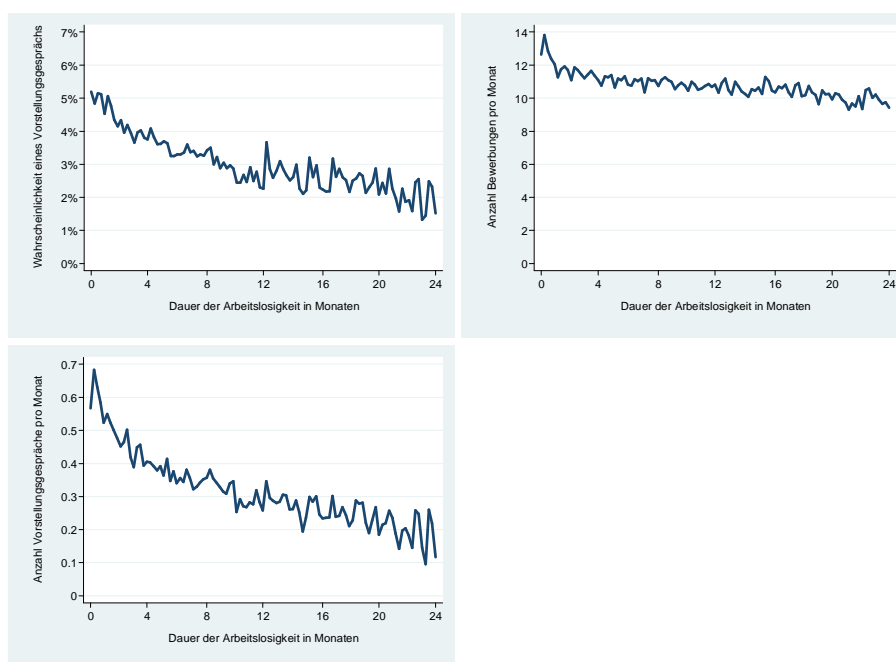 Wahrscheinlichkeit eines Vorstellungsgesprächs
7%
6%
5%
4%
3%
2%
1%
0%
0 4 8 12 16 20 24
Dauer der Arbeitslosigkeit in Monaten
Anzahl Bewerbungen pro Monat
14
12
10
8
6
4
2
0
0 4 8 12 16 20 24
Dauer der Arbeitslosigkeit in Monaten
Anzahl Vorstellungsgespräche pro Monat
0.7
0.6
0.5
0.4
0.3
0.2
0.1
0
0 4 8 12 16 20 24
Dauer der Arbeitslosigkeit in Monaten